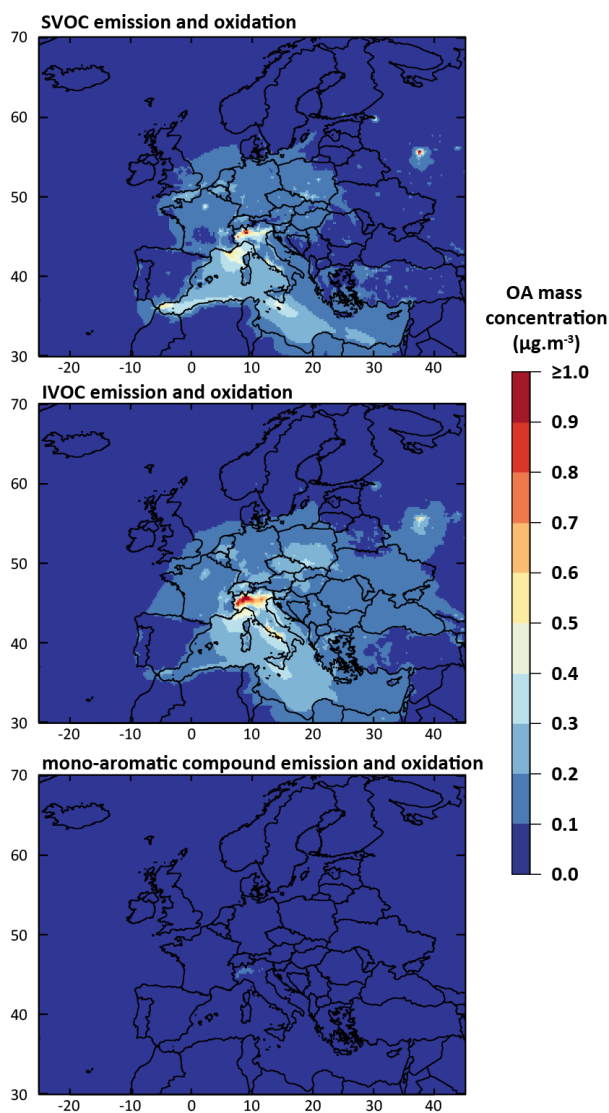 SVOC emission and oxidation
70
60
50
40
30
-20 -10 0 10 20 30 40
IVOC emission and oxidation
70
60
50
40
30
-20 -10 0 10 20 30 40
mono-aromatic compound emission and oxidation
70
60
50
40
30
-20 -10 0 10 20 30 40
OA mass
concentration
(µg.m⁻³)
≥1.0
0.9
0.8
0.7
0.6
0.5
0.4
0.3
0.2
0.1
0.0